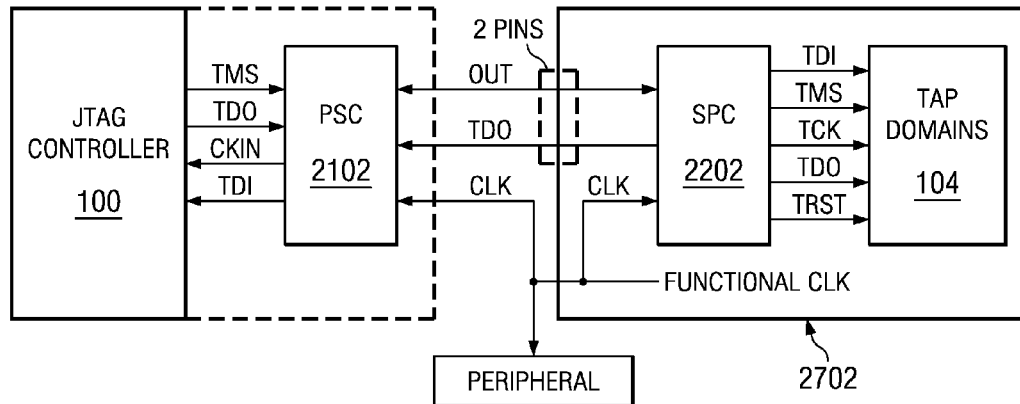 2 PINS
JTAG
CONTROLLER
100
TMS
TDO
CKIN
TDI
PSC
2102
OUT
TDO
CLK
CLK
SPC
2202
TDI
TMS
TCK
TDO
TRST
TAP
DOMAINS
104
FUNCTIONAL CLK
PERIPHERAL
2702